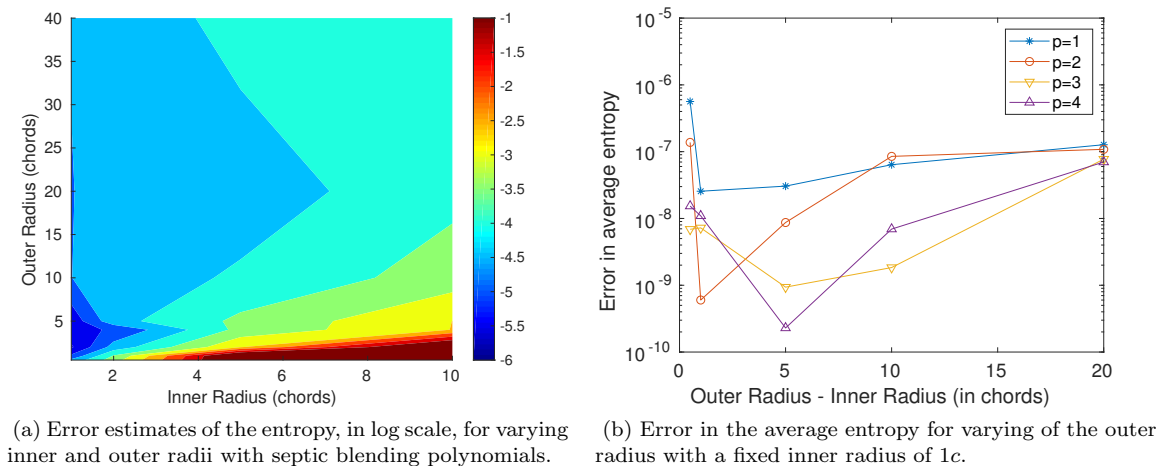 40
35
30
25
20
15
10
5
Outer Radius (chords)
2
4
6
8
10
Inner Radius (chords)
-1
-1.5
-2
-2.5
-3
-3.5
-4
-4.5
-5
-5.5
-6
(a) Error estimates of the entropy, in log scale, for varying
inner and outer radii with septic blending polynomials.
10^-5
10^-6
10^-7
10^-8
10^-9
10^-10
Error in average entropy
p=1
p=2
p=3
p=4
0
5
10
15
20
Outer Radius - Inner Radius (in chords)
(b) Error in the average entropy for varying of the outer
radius with a fixed inner radius of 1c.